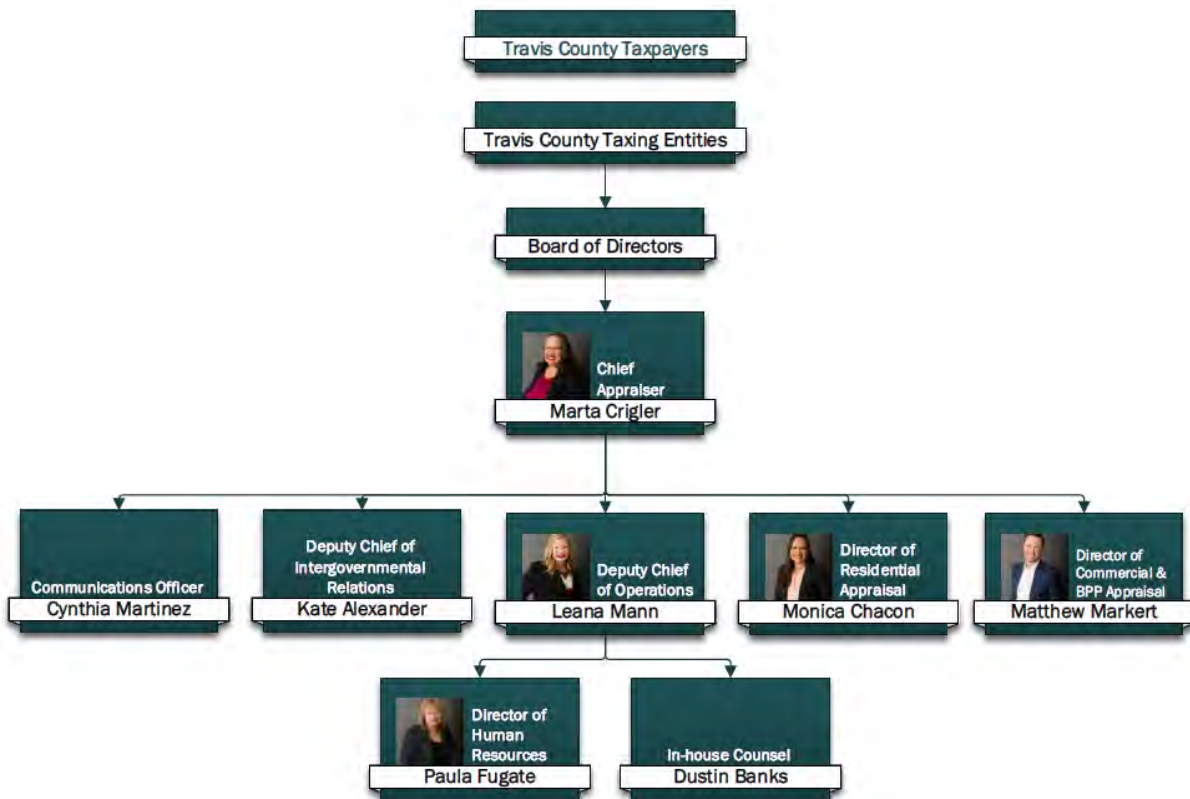 Travis County Taxpayers
Travis County Taxing Entities
Board of Directors
Chief
Appraiser
Marta Crigler
Communications Officer
Cynthia Martinez
Deputy Chief of
Intergovernmental
Relations
Kate Alexander
Deputy Chief
of Operations
Leana Mann
Director of
Residential
Appraisal
Monica Chacon
Director of
Commercial &
BPP Appraisal
Matthew Markert
Director of
Human
Resources
Paula Fugate
In-house Counsel
Dustin Banks